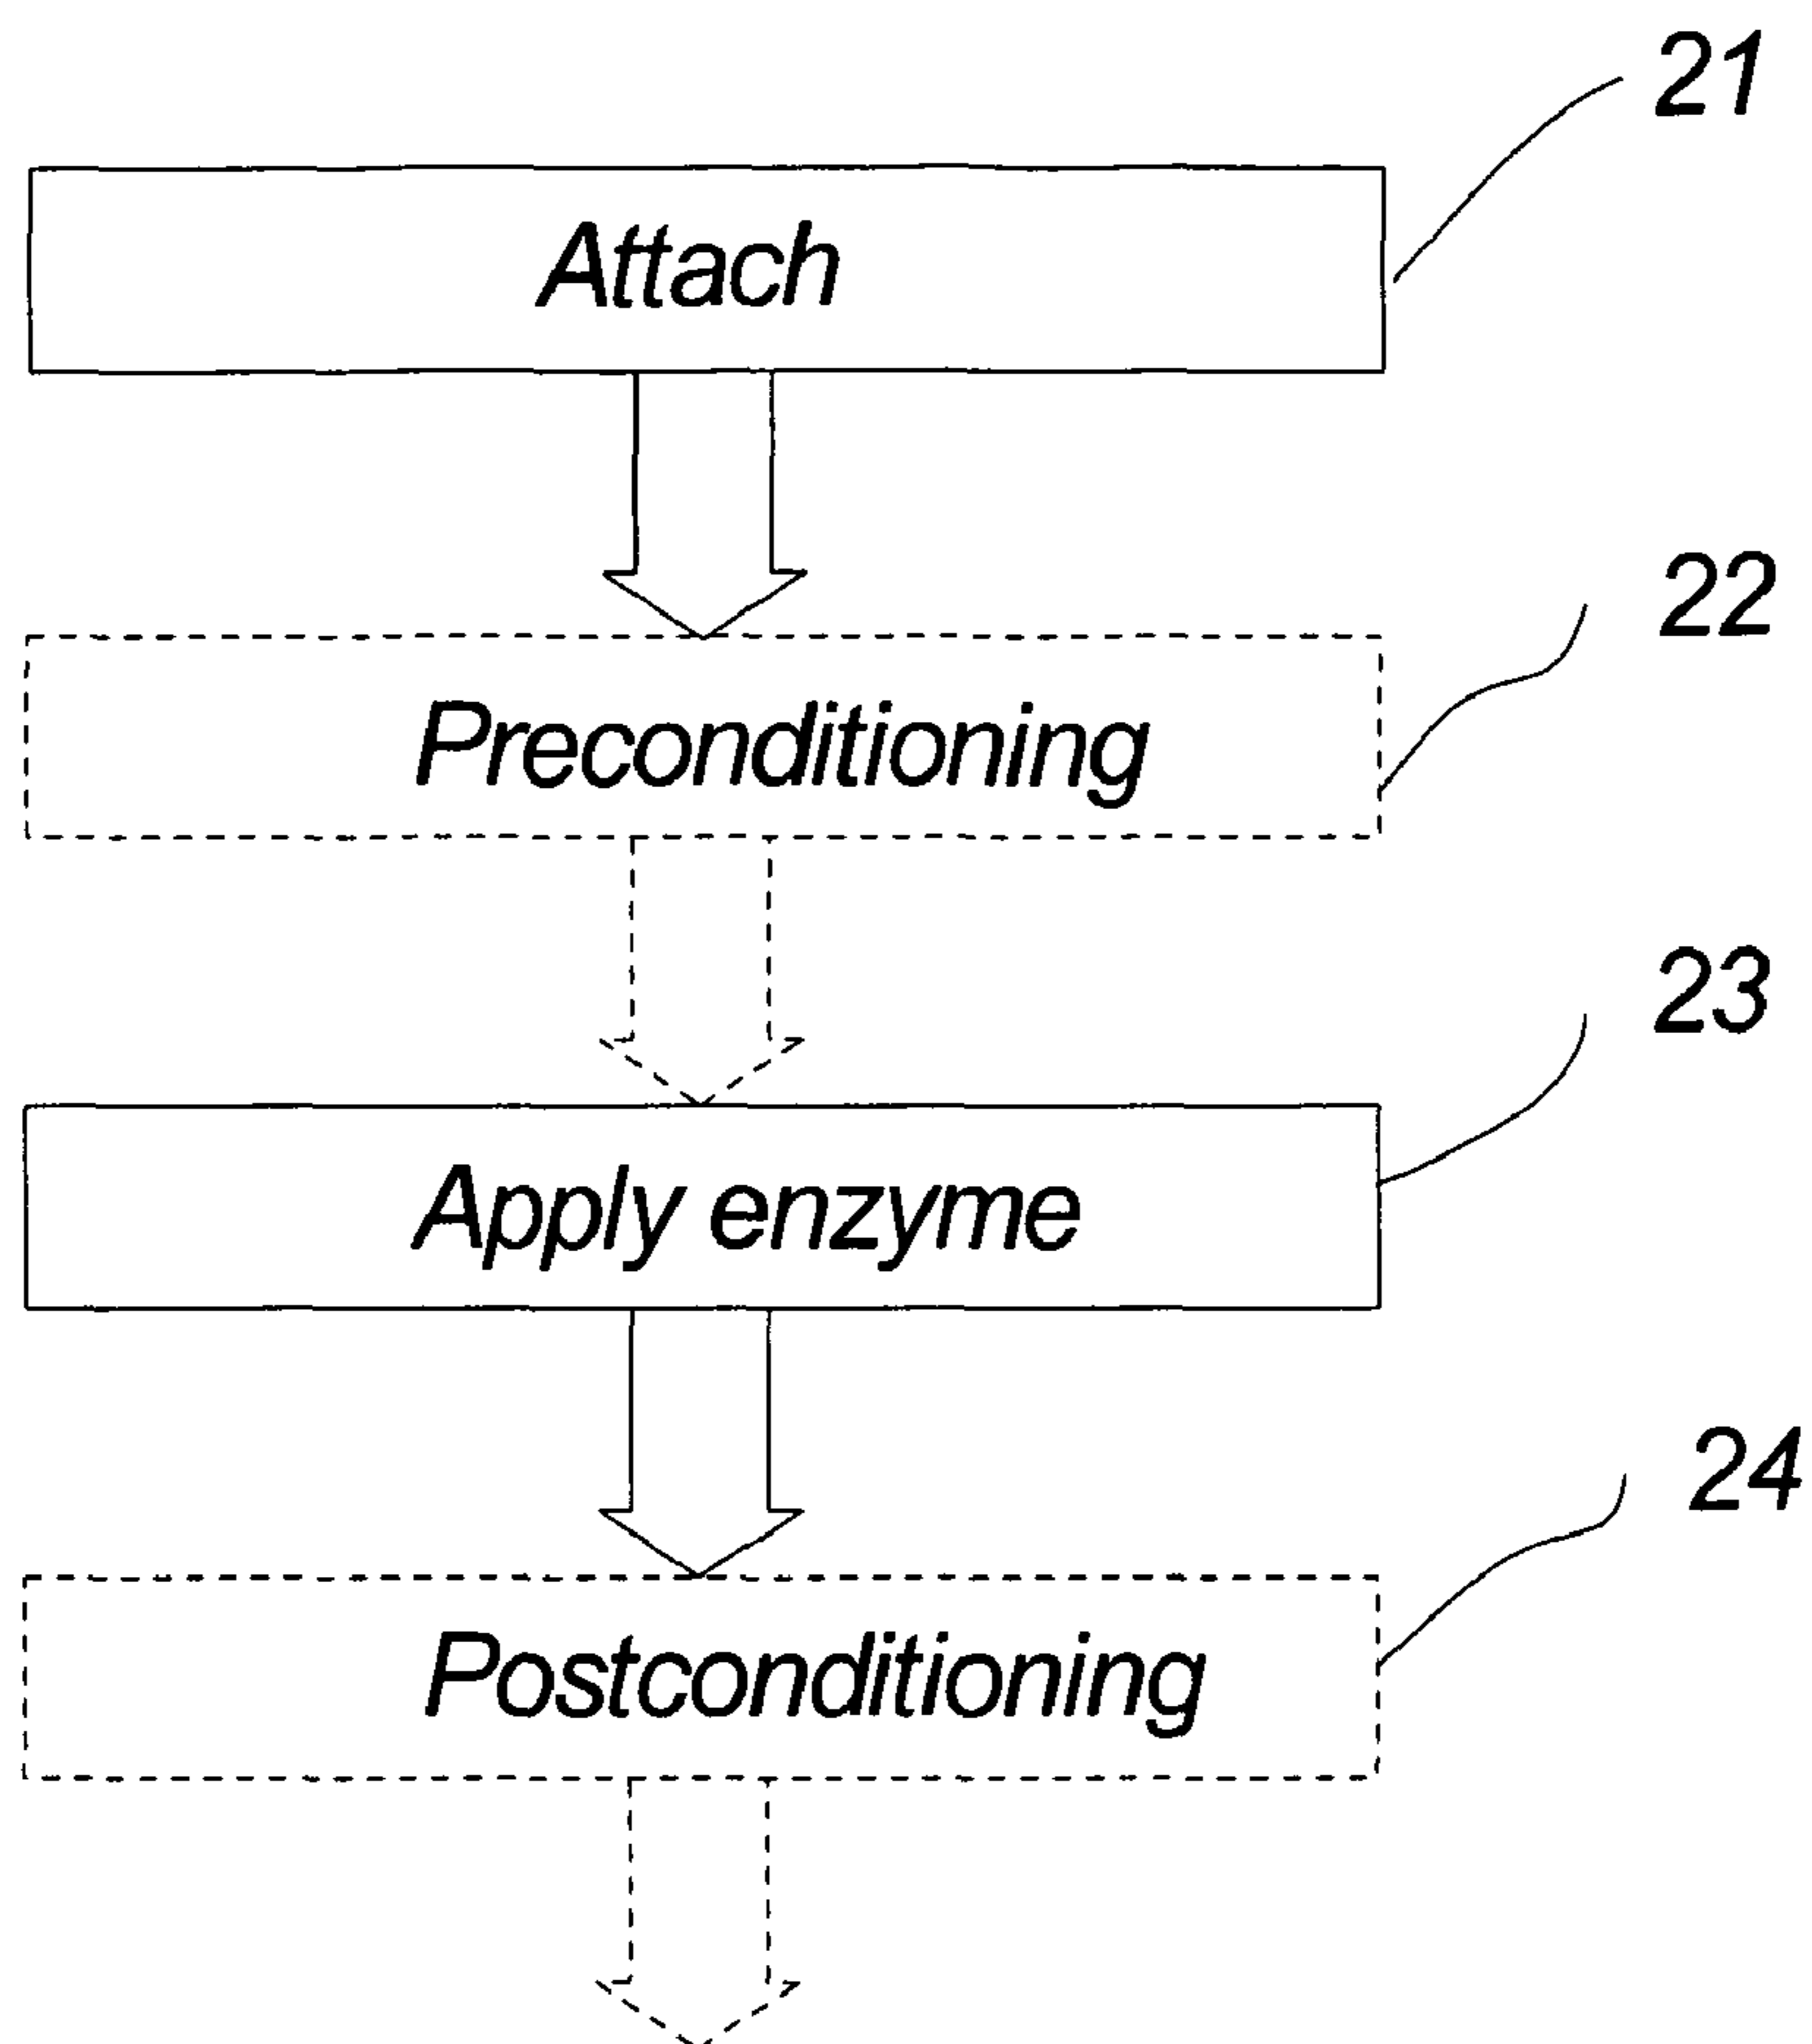 21
Attach
22
Preconditioning
23
Apply enzyme
24
Postconditioning